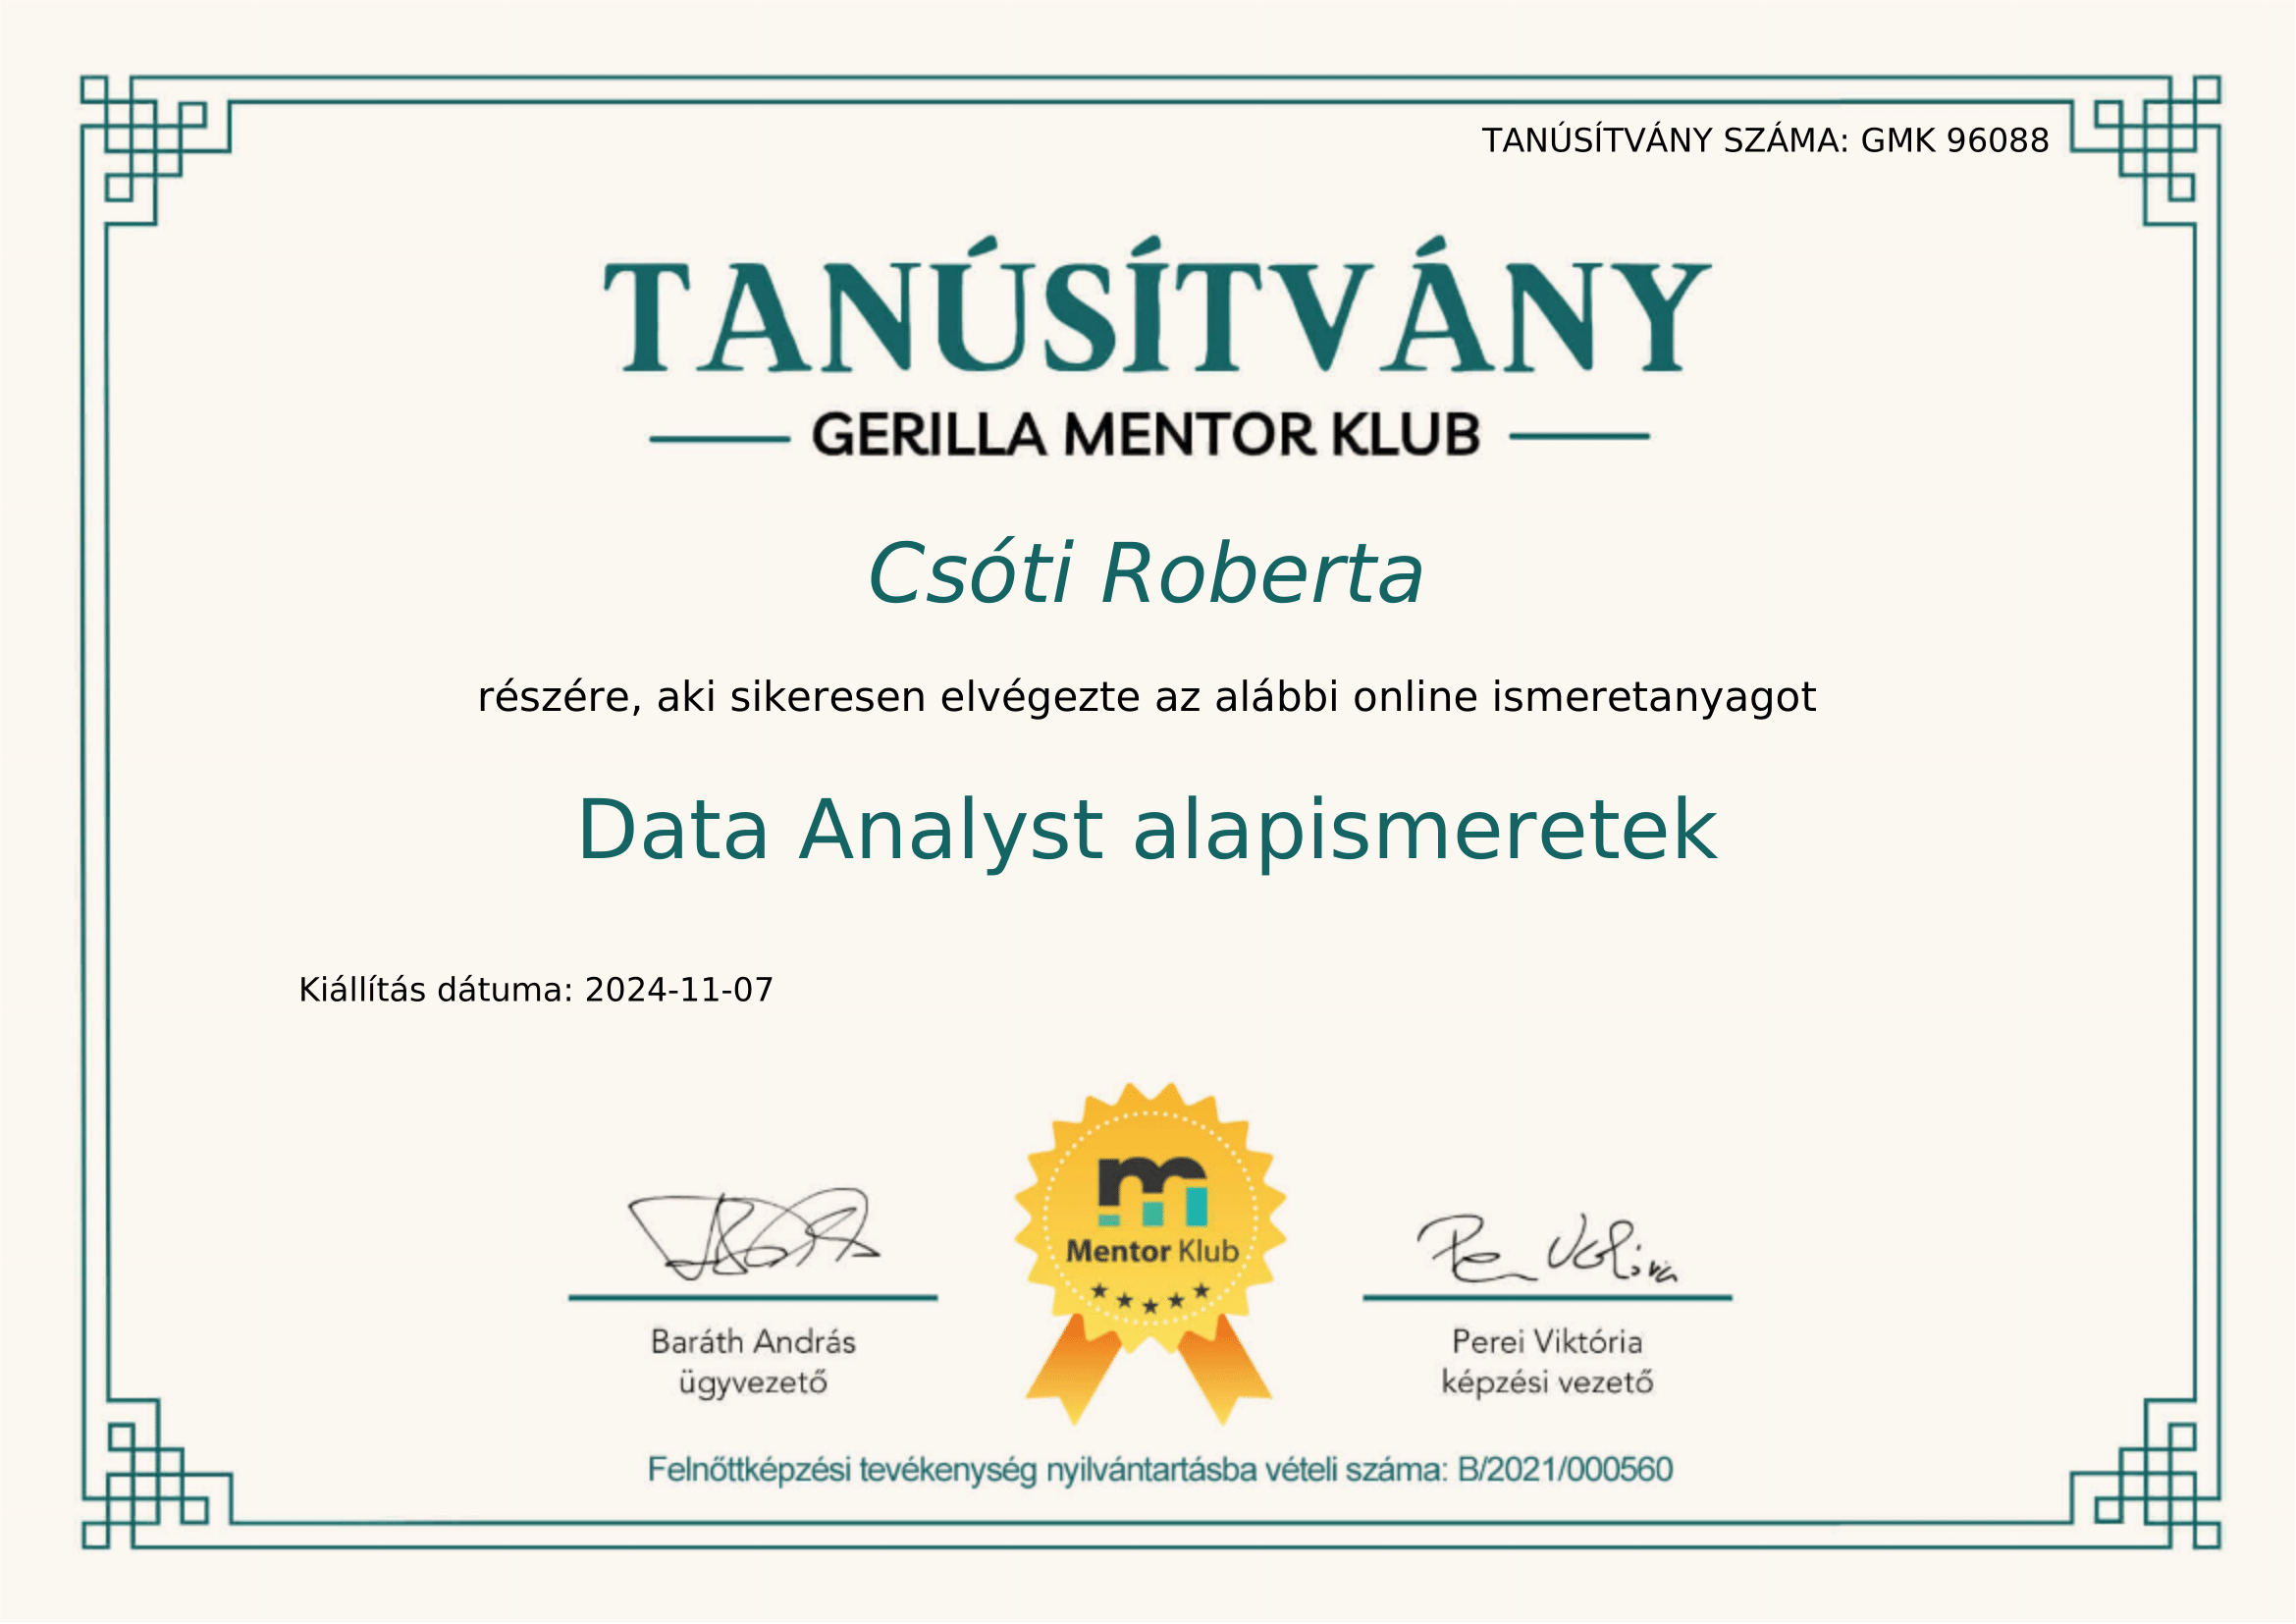 TANÚSÍTVÁNY SZÁMA: GMK 96088
TANÚSÍTVÁNY
GERILLA MENTOR KLUB
Csóti Roberta
részére, aki sikeresen elvégezte az alábbi online ismeretanyagot
Data Analyst alapismeretek
Kiállítás dátuma: 2024-11-07
Mentor Klub
Baráth András
ügyvezető
Perei Viktória
képzési vezető
Felnőttképzési tevékenység nyilvántartásba vételi száma: B/2021/000560